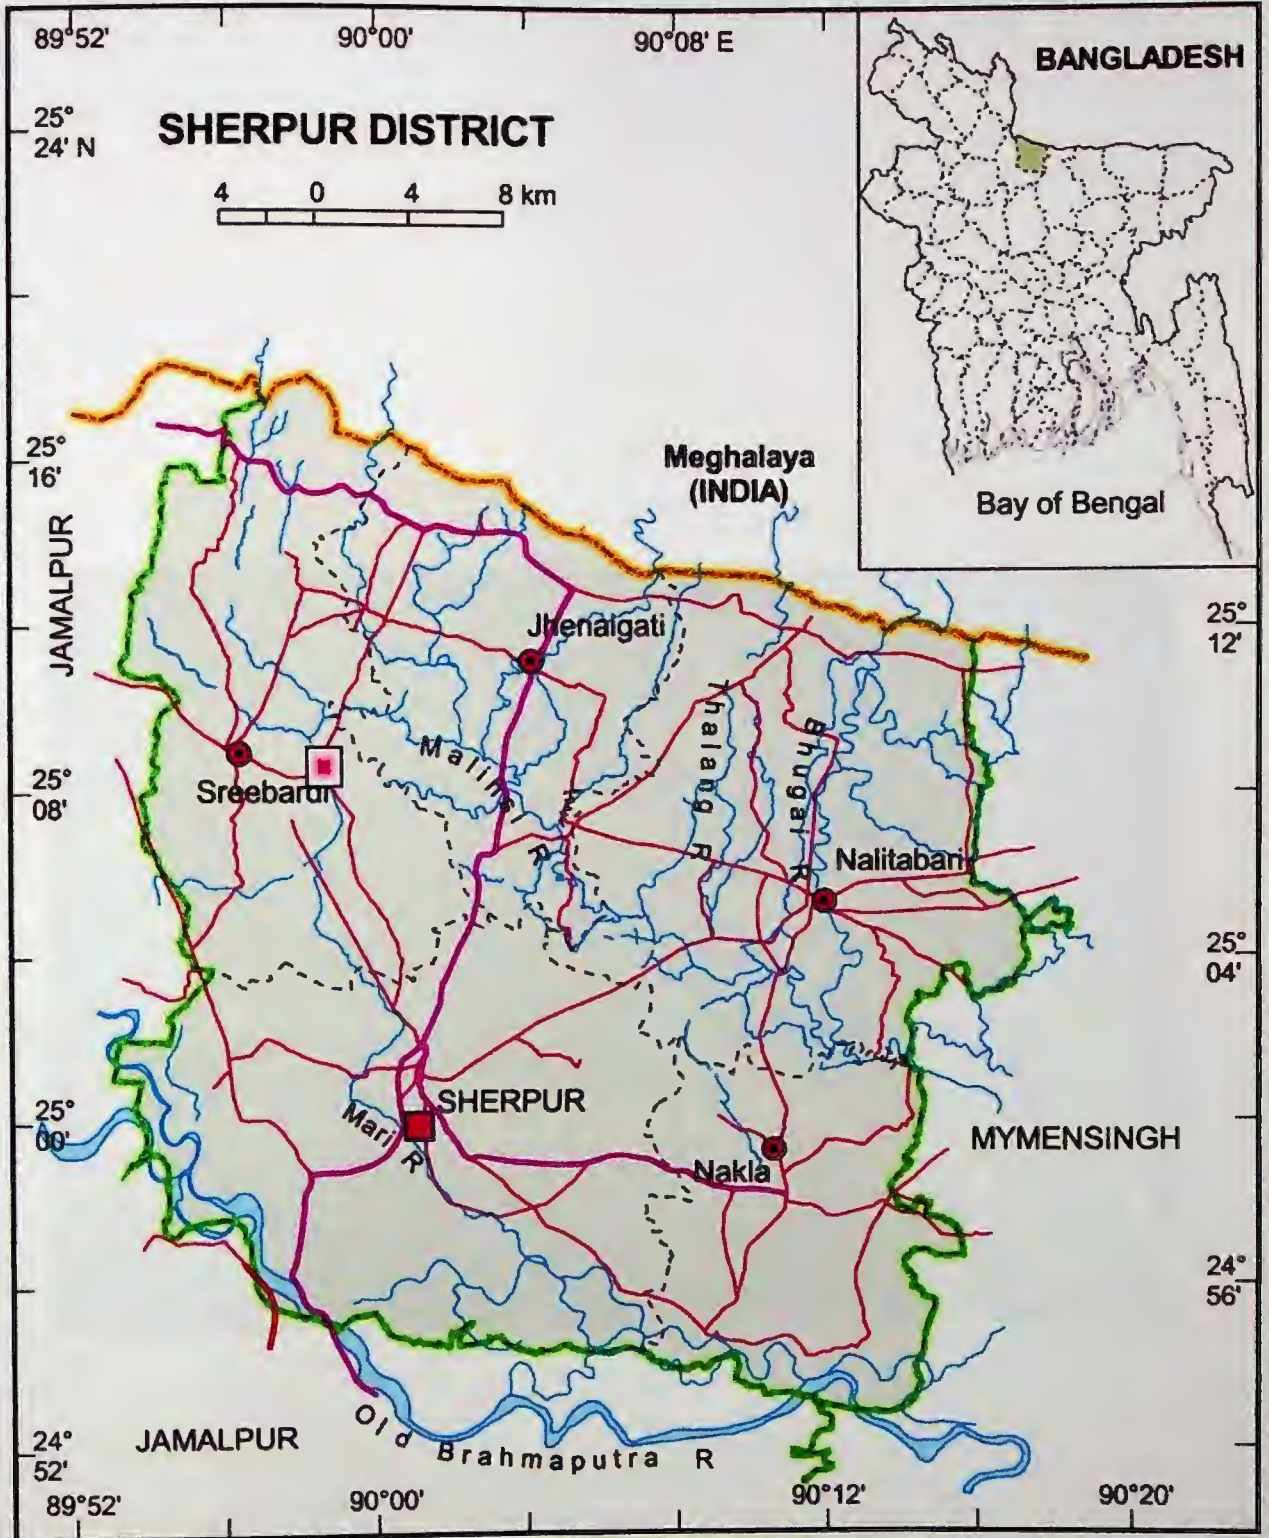 89°52'
90°00'
90°08' E
BANGLADESH
25°
24' N
SHERPUR DISTRICT
4 0 4 8 km
25°
16'
Meghalaya
(INDIA)
Bay of Bengal
JAMALPUR
Jhenaigati
25°
12'
Thalang R
Bhugai R
Malijhi R
Sreebardi
25°
08'
Nalitabari
25°
04'
SHERPUR
25°
00'
Mari R
MYMENSINGH
Nakla
24°
56'
JAMALPUR
Old Brahmaputra R
24°
52'
89°52'
90°00'
90°12'
90°20'